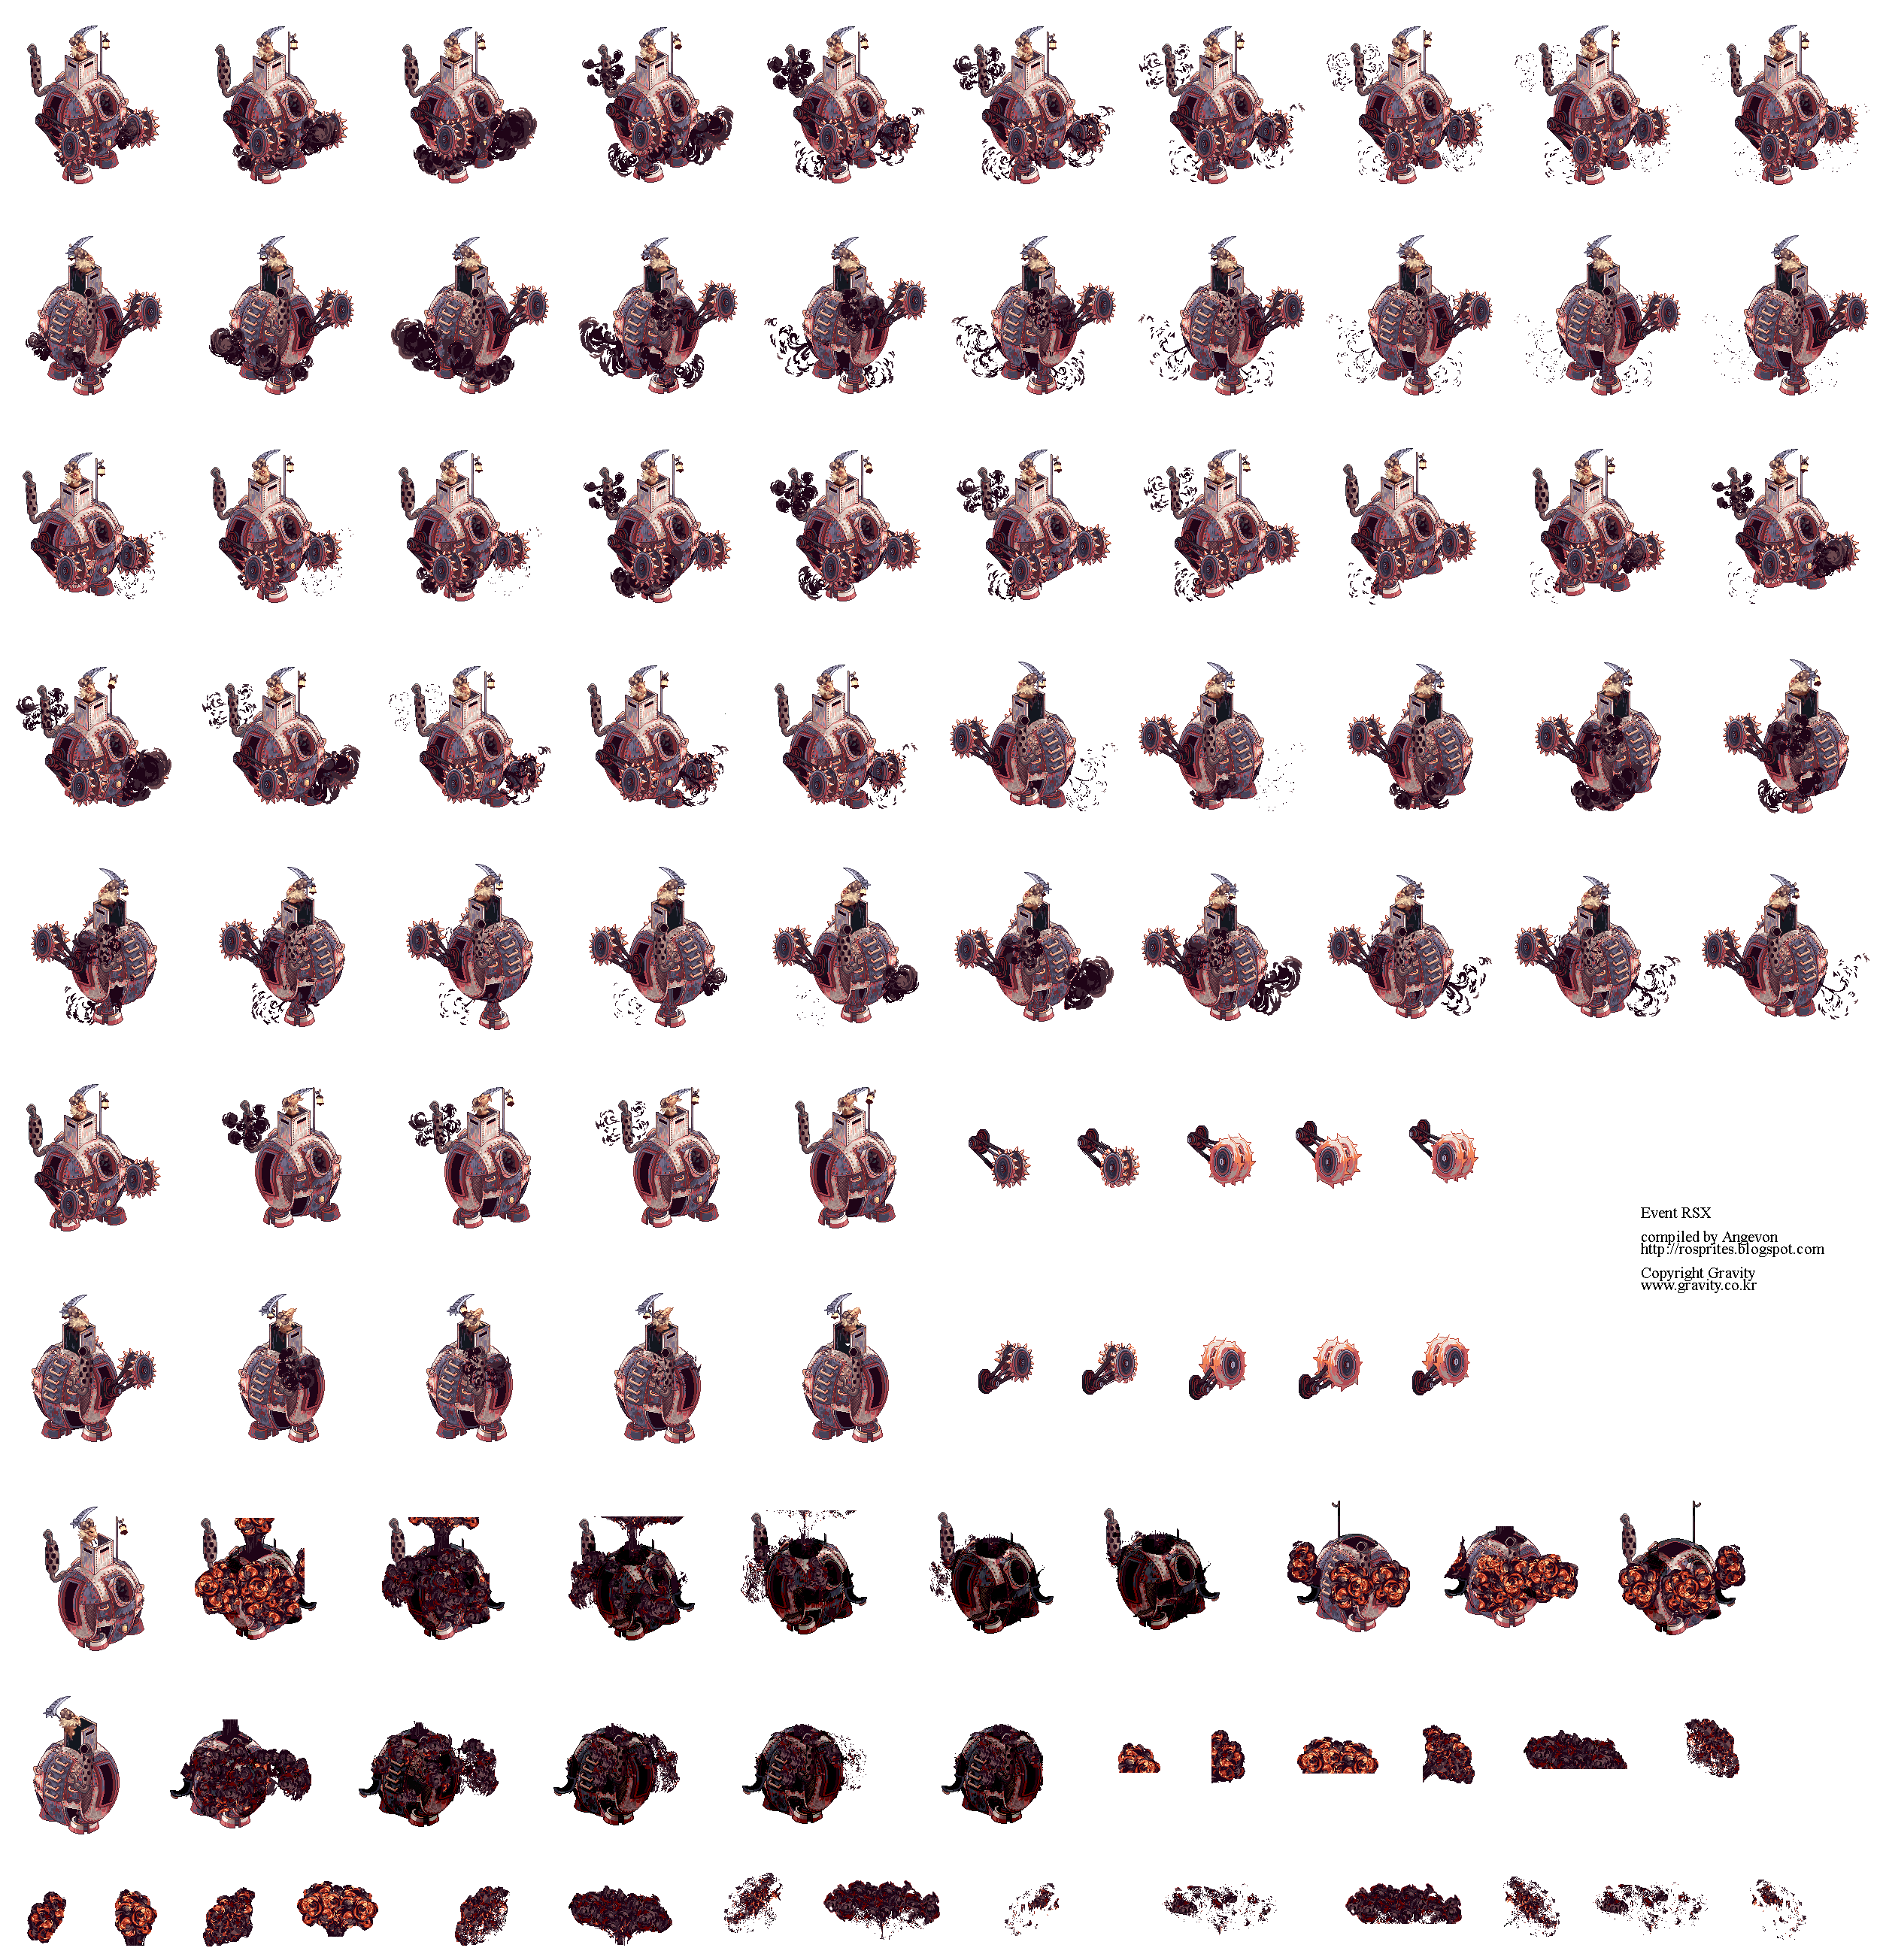 Event RSX
compiled by Angevon
http://rosprites.blogspot.com
Copyright Gravity
www.gravity.co.kr